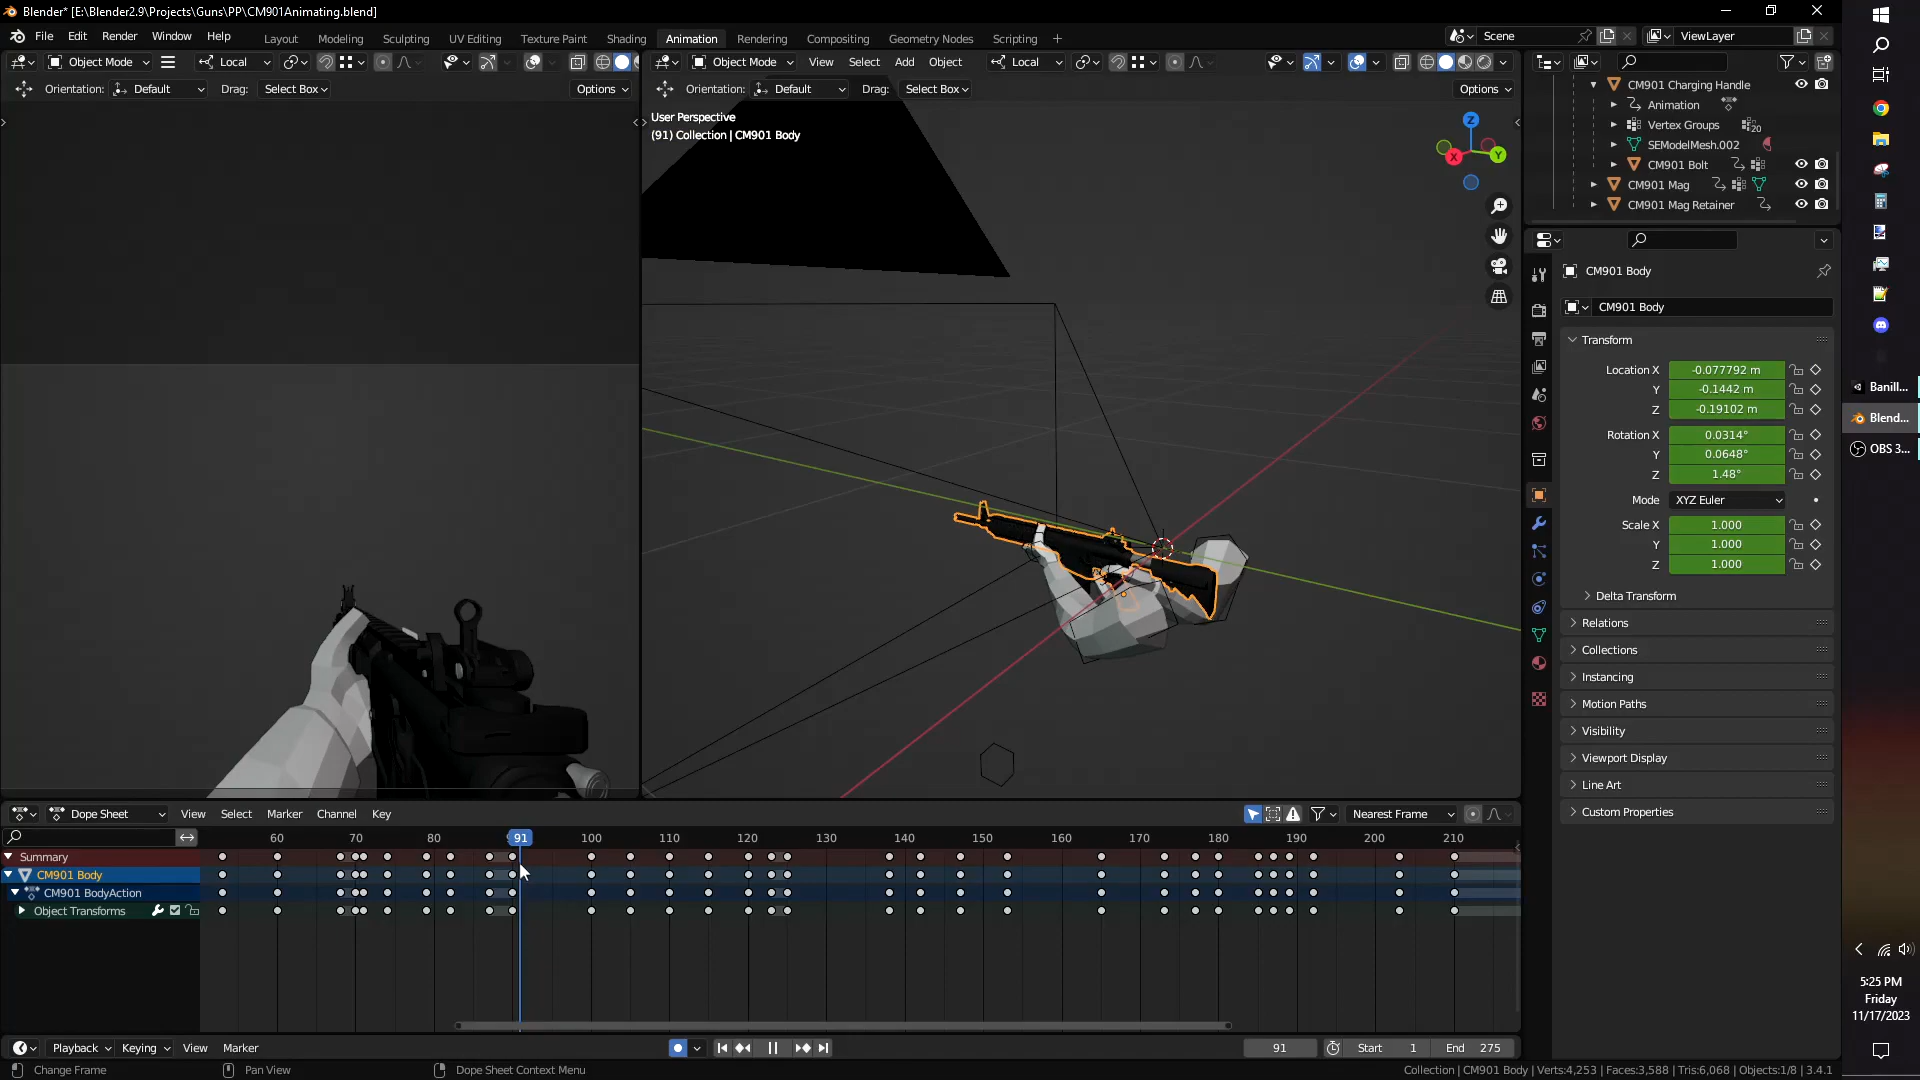 Blender* [E:\Blender2.9\Projects\Guns\PP\CM901Animating.blend]
File Edit Render Window Help Layout Modeling Sculpting UV Editing Texture Paint Shading Animation Rendering Compositing Geometry Nodes Scripting + Scene ViewLayer
Object Mode Local Object Mode View Select Add Object Local
Orientation: Default Drag: Select Box Options Orientation: Default Drag: Select Box Options
User Perspective
(91) Collection | CM901 Body
Z
Y
X
CM901 Charging Handle
Animation
Vertex Groups 20
SEModelMesh.002
CM901 Bolt
CM901 Mag
CM901 Mag Retainer
CM901 Body
CM901 Body
Transform
Location X -0.077792 m
Y -0.1442 m
Z -0.19102 m
Rotation X 0.0314°
Y 0.0648°
Z 1.48°
Mode XYZ Euler
Scale X 1.000
Y 1.000
Z 1.000
Delta Transform
Relations
Collections
Instancing
Motion Paths
Visibility
Viewport Display
Line Art
Custom Properties
Banill...
Blend...
OBS 3...
5:25 PM
Friday
11/17/2023
Dope Sheet View Select Marker Channel Key Nearest Frame
60 70 80 91 100 110 120 130 140 150 160 170 180 190 200 210
Summary
CM901 Body
CM901 BodyAction
Object Transforms
Playback Keying View Marker 91 Start 1 End 275
Change Frame Pan View Dope Sheet Context Menu Collection | CM901 Body | Verts:4,253 | Faces:3,588 | Tris:6,068 | Objects:1/8 | 3.4.1